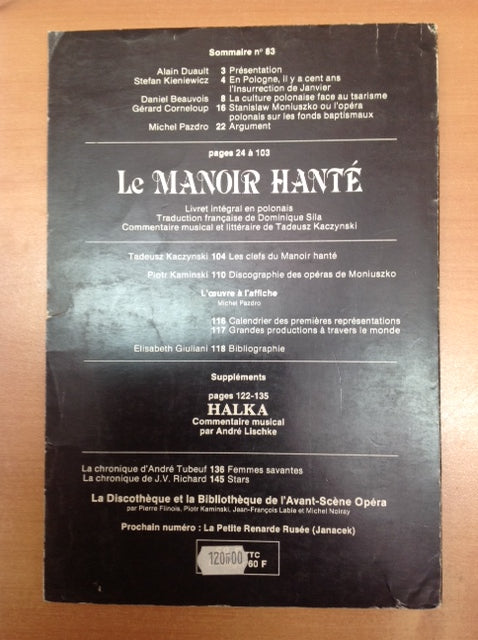 Sommaire n° 83
Alain Duault 3 Présentation
Stefan Kieniewicz 4 En Pologne, il y a cent ans
l'Insurrection de Janvier
Daniel Beauvois 8 La culture polonaise face au tsarisme
Gérard Corneloup 16 Stanislaw Moniuszko ou l'opéra
polonais sur les fonds baptismaux
Michel Pazdro 22 Argument
pages 24 à 103
Le MANOIR HANTÉ
Livret intégral en polonais
Traduction française de Dominique Sila
Commentaire musical et littéraire de Tadeusz Kaczynski
Tadeusz Kaczynski 104 Les clefs du Manoir hanté
Piotr Kaminski 110 Discographie des opéras de Moniuszko
L'œuvre à l'affiche
Michel Pazdro
116 Calendrier des premières représentations
117 Grandes productions à travers le monde
Elisabeth Giuliani 118 Bibliographie
Suppléments
pages 122-135
HALKA
Commentaire musical
par André Lischke
La chronique d'André Tubeuf 136 Femmes savantes
La chronique de J.V. Richard 145 Stars
La Discothèque et la Bibliothèque de l'Avant-Scène Opéra
par Pierre Flinois, Piotr Kaminski, Jean-François Labie et Michel Noiray
Prochain numéro : La Petite Renarde Rusée (Janacek)
TTC
120F00 60 F